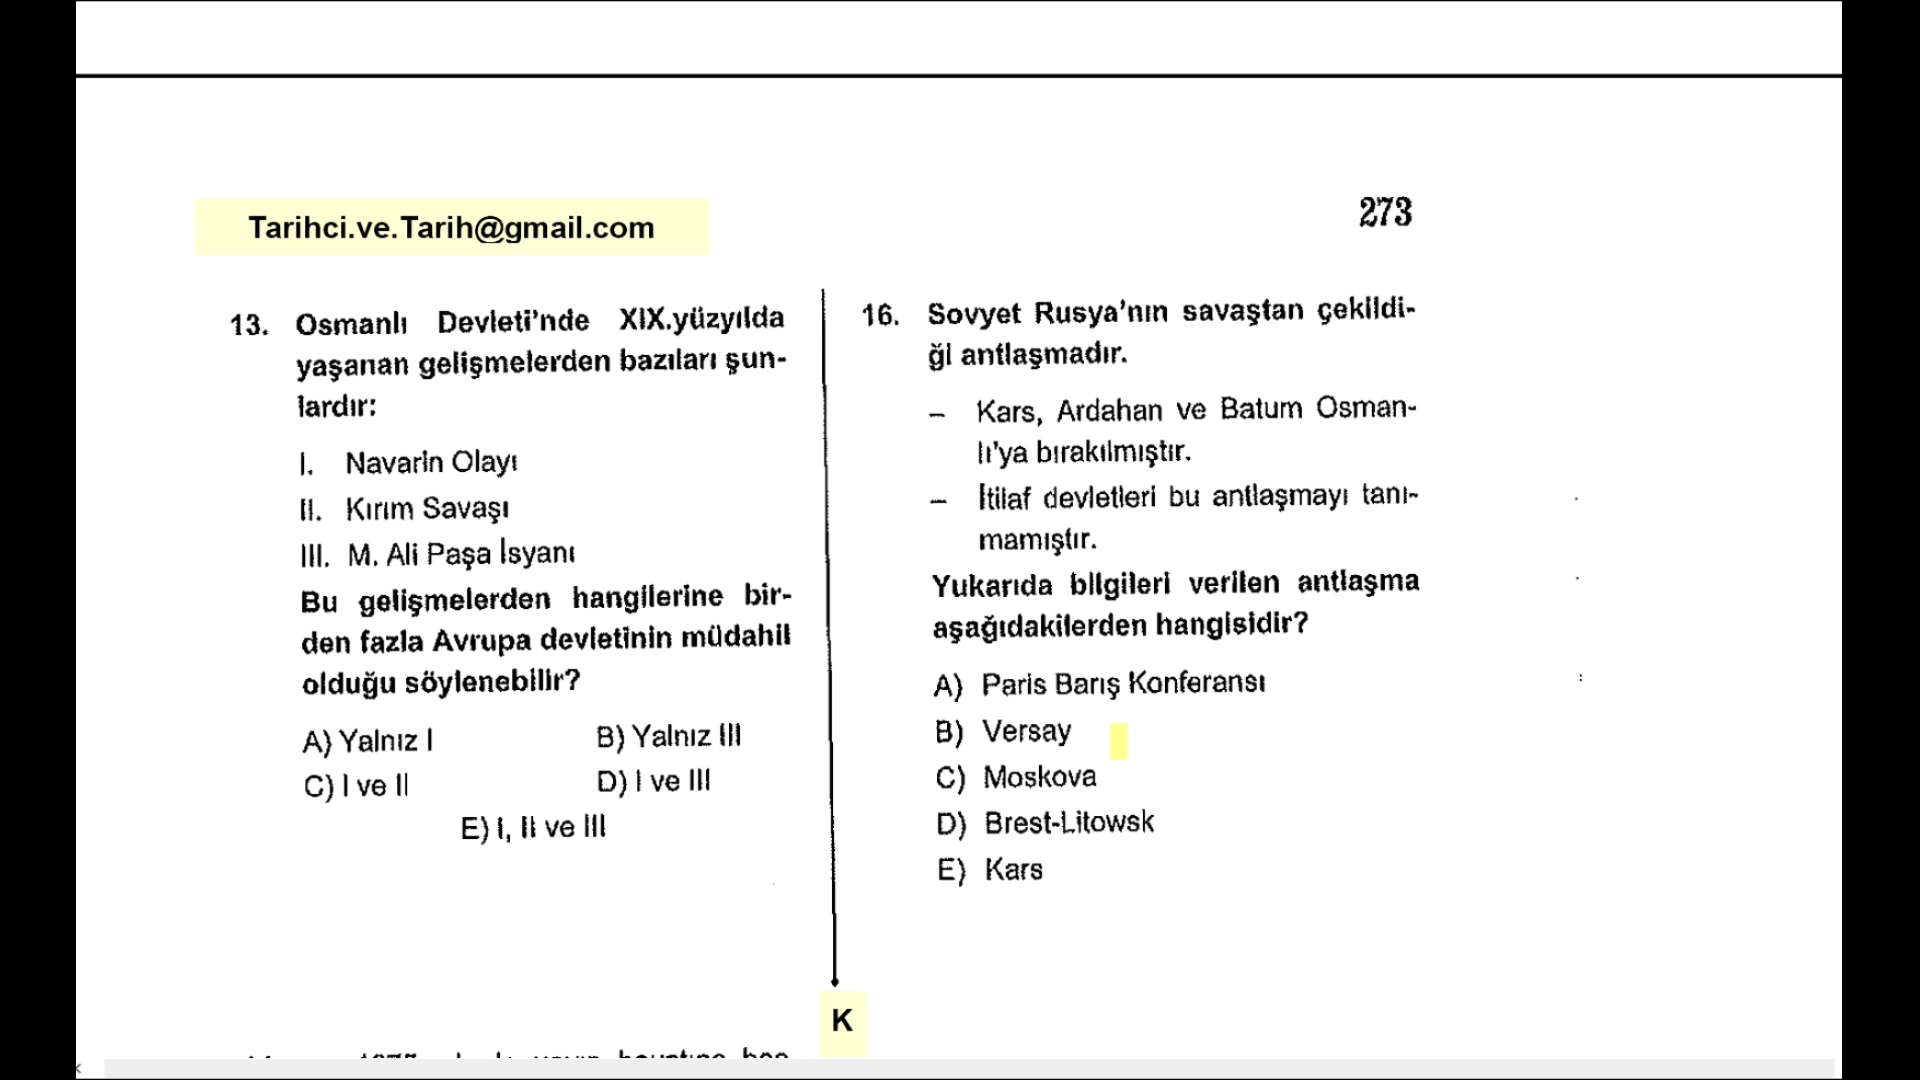 Tarihci.ve.Tarih@gmail.com
273
13. Osmanlı Devleti'nde XIX.yüzyılda
yaşanan gelişmelerden bazıları şun-
lardır:
I. Navarin Olayı
II. Kırım Savaşı
III. M. Ali Paşa İsyanı
Bu gelişmelerden hangilerine bir-
den fazla Avrupa devletinin müdahil
olduğu söylenebilir?
A) Yalnız I
B) Yalnız III
C) I ve II
D) I ve III
E) I, II ve III
16. Sovyet Rusya'nın savaştan çekildi-
ği antlaşmadır.
– Kars, Ardahan ve Batum Osman-
lı'ya bırakılmıştır.
– İtilaf devletleri bu antlaşmayı tanı-
mamıştır.
Yukarıda bilgileri verilen antlaşma
aşağıdakilerden hangisidir?
A) Paris Barış Konferansı
B) Versay
C) Moskova
D) Brest-Litowsk
E) Kars
K